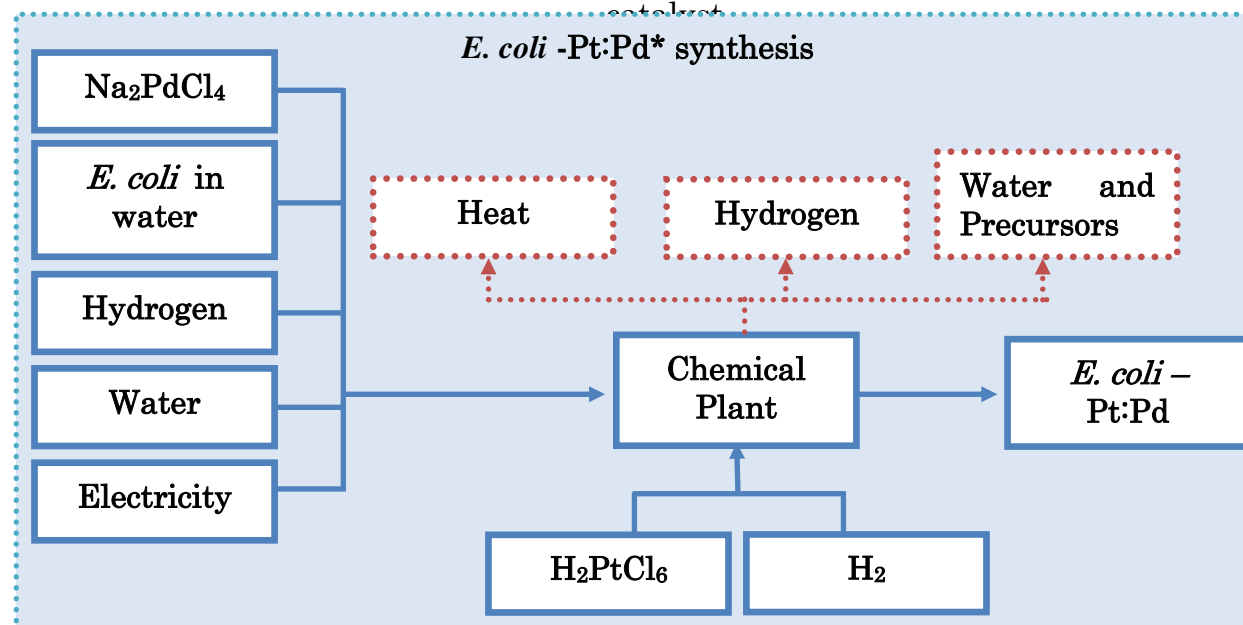 catalyst
E. coli -Pt:Pd* synthesis
Na₂PdCl₄
E. coli in
water
Hydrogen
Water
Electricity
Heat
Hydrogen
Water and
Precursors
Chemical
Plant
E. coli –
Pt:Pd
H₂PtCl₆
H₂